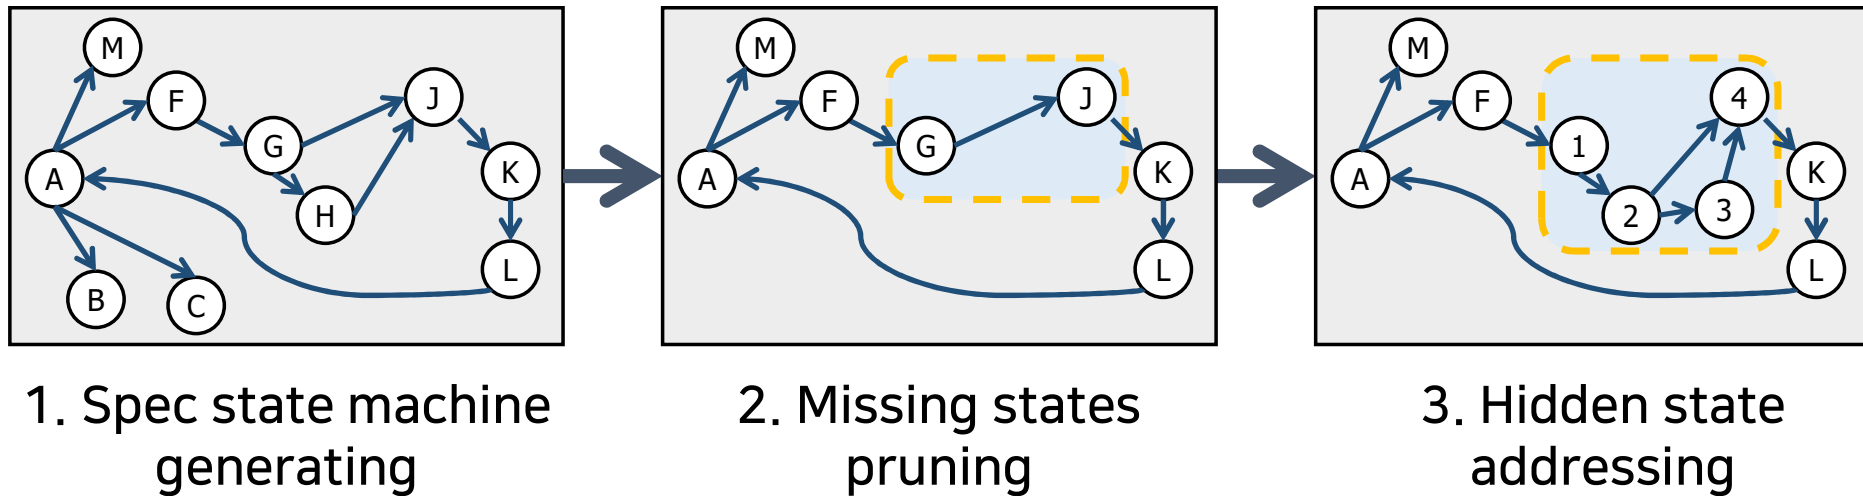 M
F
J
G
A
K
H
L
B
C
M
F
J
G
A
K
L
M
F
4
1
A
K
2
3
L
1. Spec state machine
generating
2. Missing states
pruning
3. Hidden state
addressing